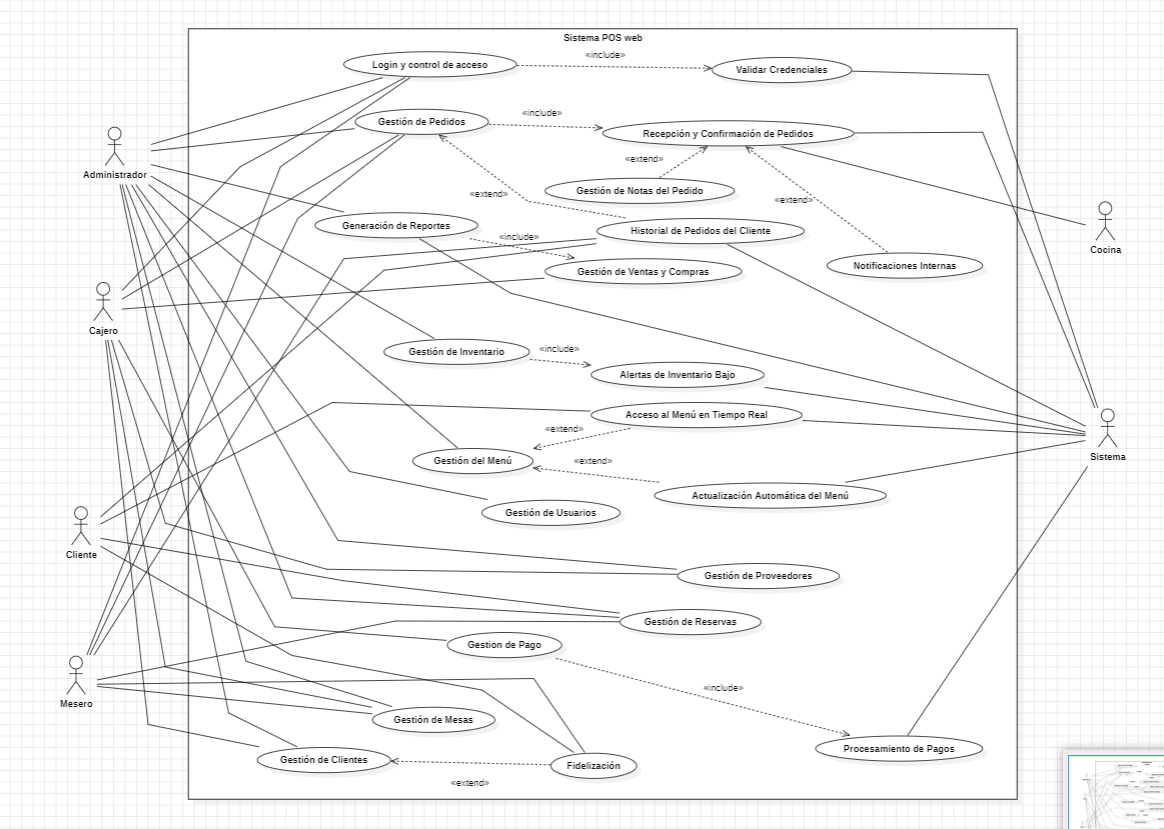 Sistema POS web
«include»
Login y control de acceso
Validar Credenciales
«include»
Gestión de Pedidos
Recepción y Confirmación de Pedidos
«extend»
Administrador
Gestión de Notas del Pedido
«extend»
«extend»
Generación de Reportes
Historial de Pedidos del Cliente
«include»
Cocina
Gestión de Ventas y Compras
Notificaciones Internas
Cajero
«include»
Gestión de Inventario
Alertas de Inventario Bajo
Acceso al Menú en Tiempo Real
«extend»
Sistema
Gestión del Menú
«extend»
Actualización Automática del Menú
Gestión de Usuarios
Cliente
Gestión de Proveedores
Gestión de Reservas
Gestion de Pago
«include»
Mesero
Gestión de Mesas
Procesamiento de Pagos
Gestión de Clientes
Fidelización
«extend»